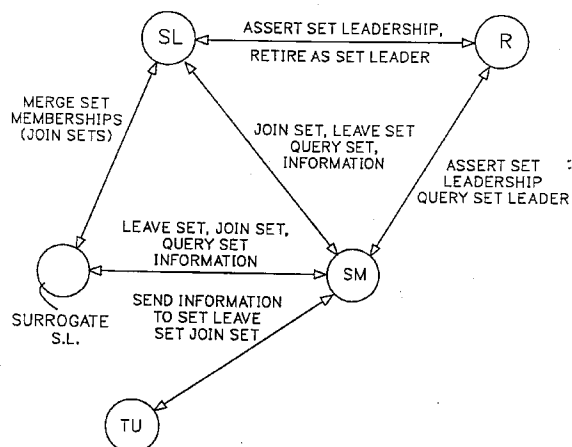 SL
ASSERT SET LEADERSHIP,
RETIRE AS SET LEADER
R
MERGE SET
MEMBERSHIPS
(JOIN SETS)
JOIN SET, LEAVE SET
QUERY SET,
INFORMATION
ASSERT SET
LEADERSHIP
QUERY SET LEADER
LEAVE SET, JOIN SET,
QUERY SET
INFORMATION
SM
SURROGATE
S.L.
SEND INFORMATION
TO SET LEAVE
SET JOIN SET
TU